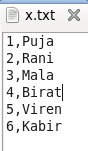 x.txt
1,Puja
2,Rani
3,Mala
4,Birat
5,Viren
6,Kabir